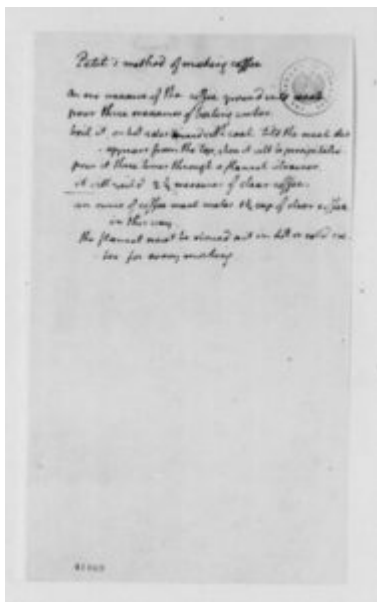 Petit's method of making coffee
on one measure of the coffee ground into meal
pour three measures of boiling water.
boil it, on hot ashes with coal, till the meal dis-
appears from the top, when it will be precipitated
pour it three times through a flannel strainer.
it will yield 2 1/3 measures of clear coffee.
an ounce of coffee meal makes 1 1/2 cup of clear coffee
in this way.
the flannel must be rinsed out in hot or cold wa-
ter for every making.